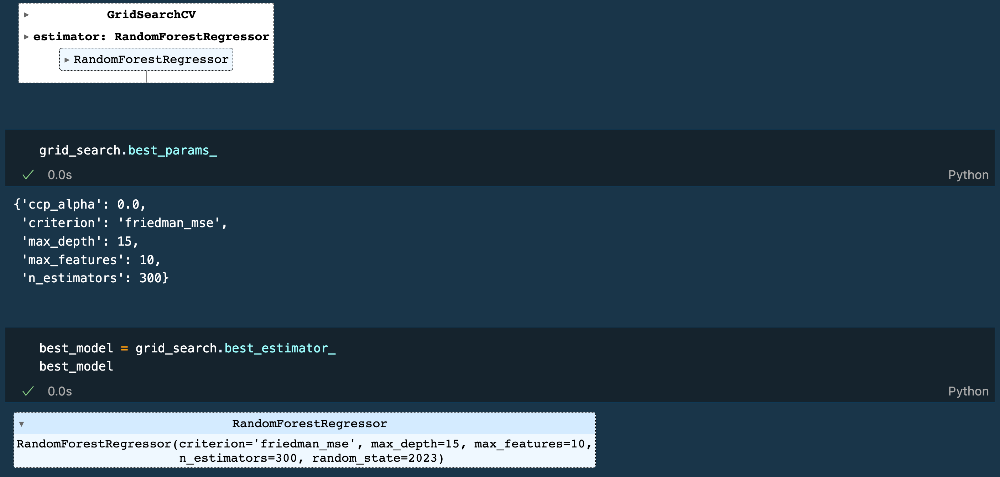 GridSearchCV
estimator: RandomForestRegressor
RandomForestRegressor
grid_search.best_params_
0.0s
Python
{'ccp_alpha': 0.0,
 'criterion': 'friedman_mse',
 'max_depth': 15,
 'max_features': 10,
 'n_estimators': 300}
best_model = grid_search.best_estimator_
best_model
0.0s
Python
RandomForestRegressor
RandomForestRegressor(criterion='friedman_mse', max_depth=15, max_features=10,
                      n_estimators=300, random_state=2023)